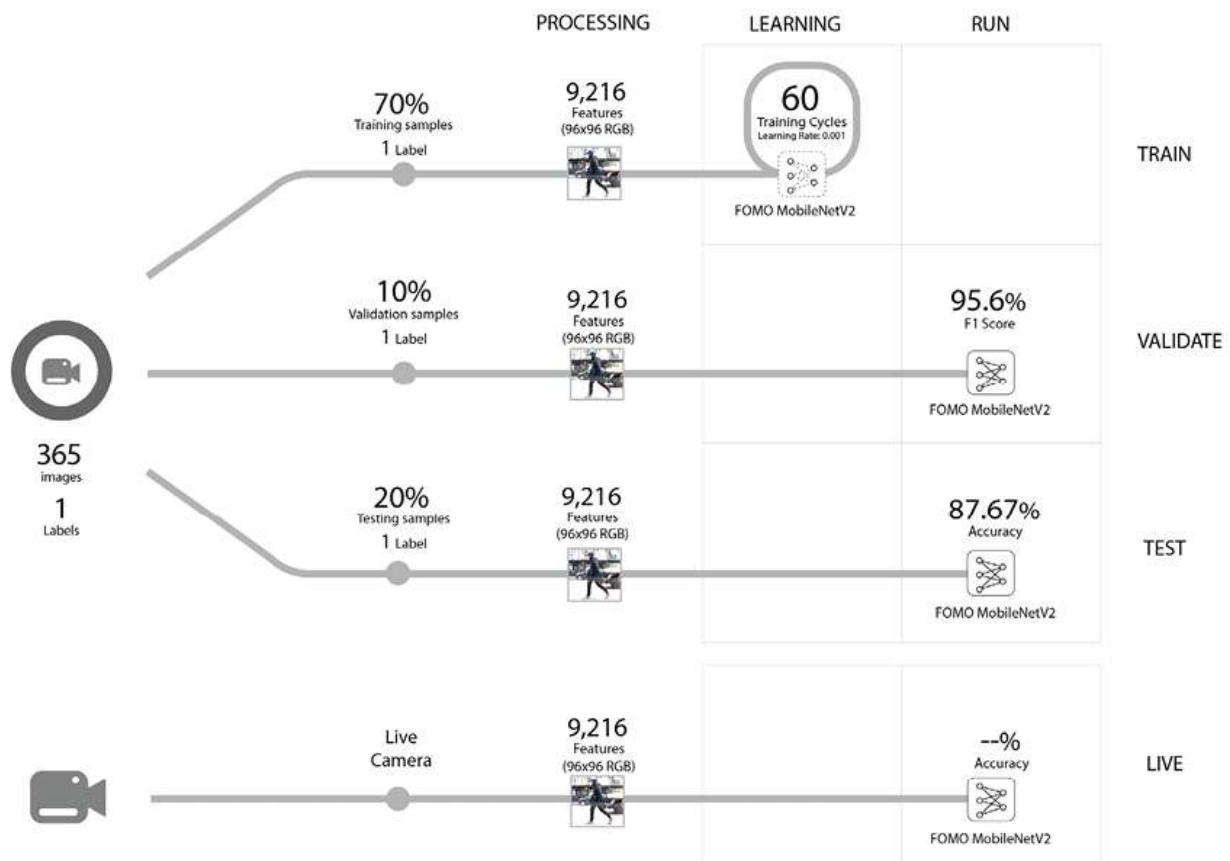 PROCESSING LEARNING RUN
70%
Training samples
1 Label
9,216
Features
(96x96 RGB)
60
Training Cycles
Learning Rate: 0.001
FOMO MobileNetV2
TRAIN
365
images
1
Labels
10%
Validation samples
1 Label
9,216
Features
(96x96 RGB)
95.6%
F1 Score
FOMO MobileNetV2
VALIDATE
20%
Testing samples
1 Label
9,216
Features
(96x96 RGB)
87.67%
Accuracy
FOMO MobileNetV2
TEST
Live
Camera
9,216
Features
(96x96 RGB)
--%
Accuracy
FOMO MobileNetV2
LIVE